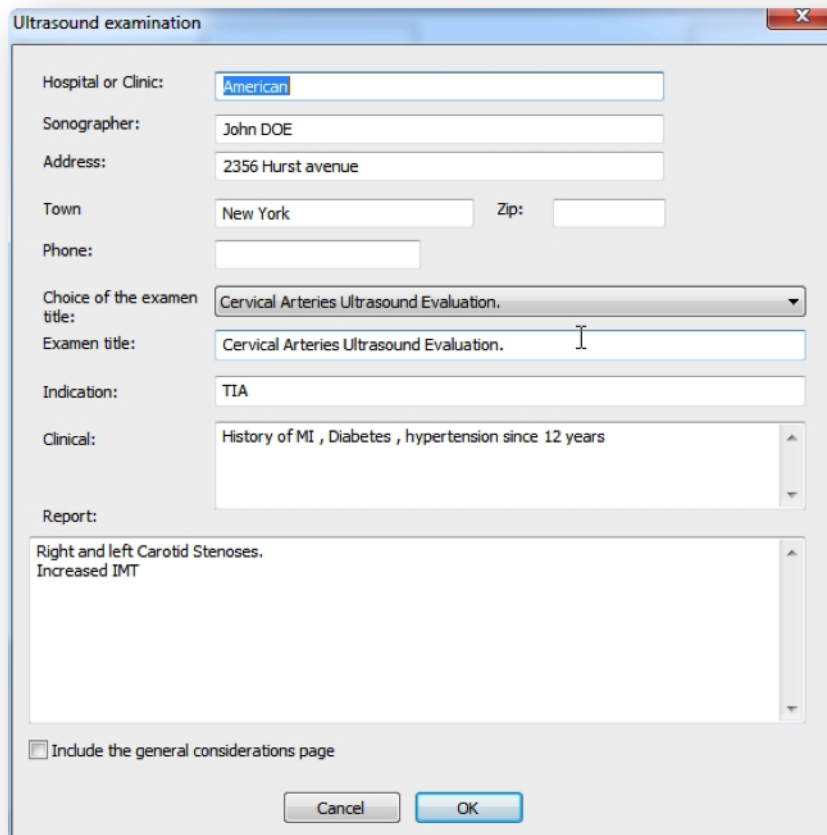 Ultrasound examination
Hospital or Clinic: American
Sonographer: John DOE
Address: 2356 Hurst avenue
Town New York Zip:
Phone:
Choice of the examen
title: Cervical Arteries Ultrasound Evaluation.
Examen title: Cervical Arteries Ultrasound Evaluation.
Indication: TIA
Clinical: History of MI , Diabetes , hypertension since 12 years
Report:
Right and left Carotid Stenoses.
Increased IMT
Include the general considerations page
Cancel OK